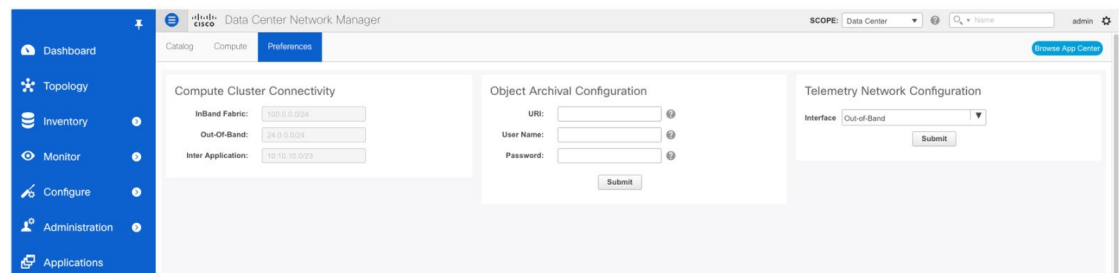 cisco Data Center Network Manager
SCOPE: Data Center
Name
admin
Dashboard
Topology
Inventory
Monitor
Configure
Administration
Applications
Catalog Compute Preferences
Browse App Center
Compute Cluster Connectivity
InBand Fabric: 100.0.0.0/24
Out-Of-Band: 24.0.0.0/24
Inter Application: 10.10.10.0/23
Object Archival Configuration
URI:
User Name:
Password:
Submit
Telemetry Network Configuration
Interface Out-of-Band
Submit